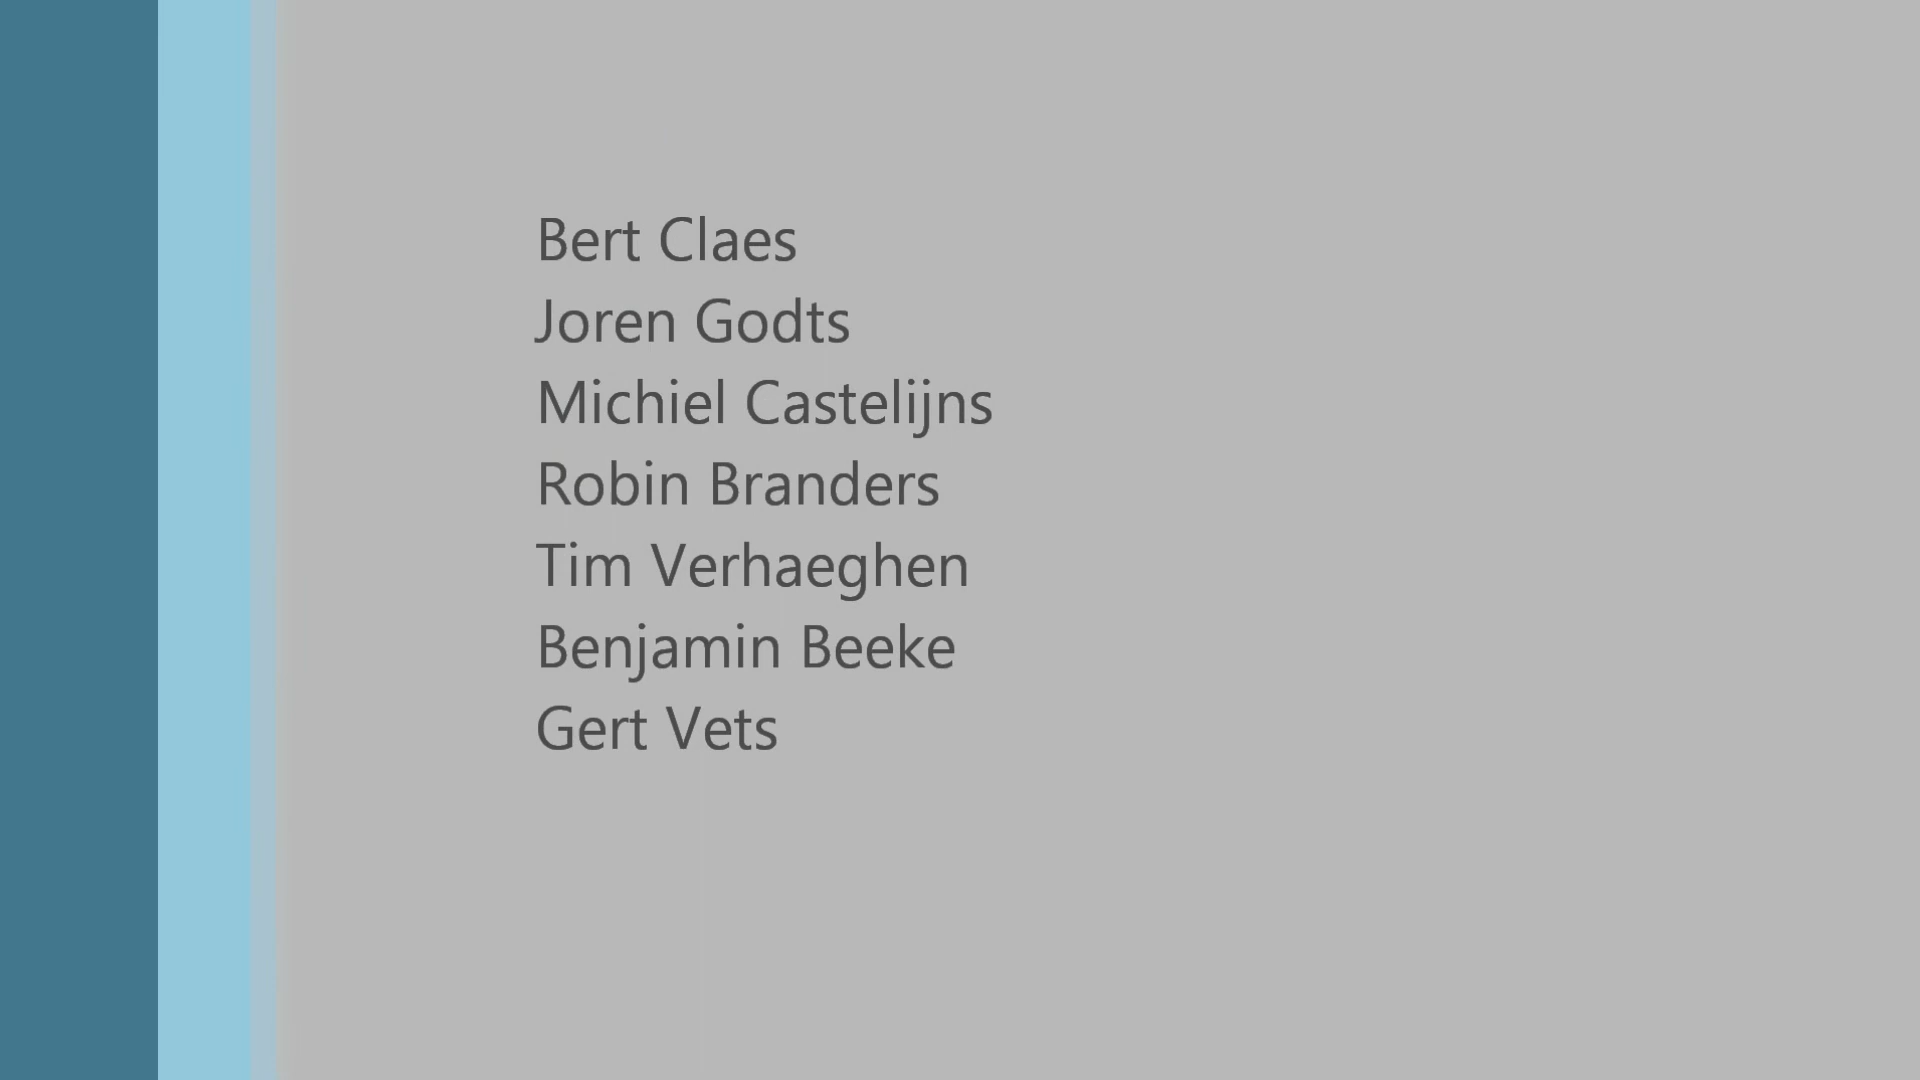 Bert Claes
Joren Godts
Michiel Castelijns
Robin Branders
Tim Verhaeghen
Benjamin Beeke
Gert Vets